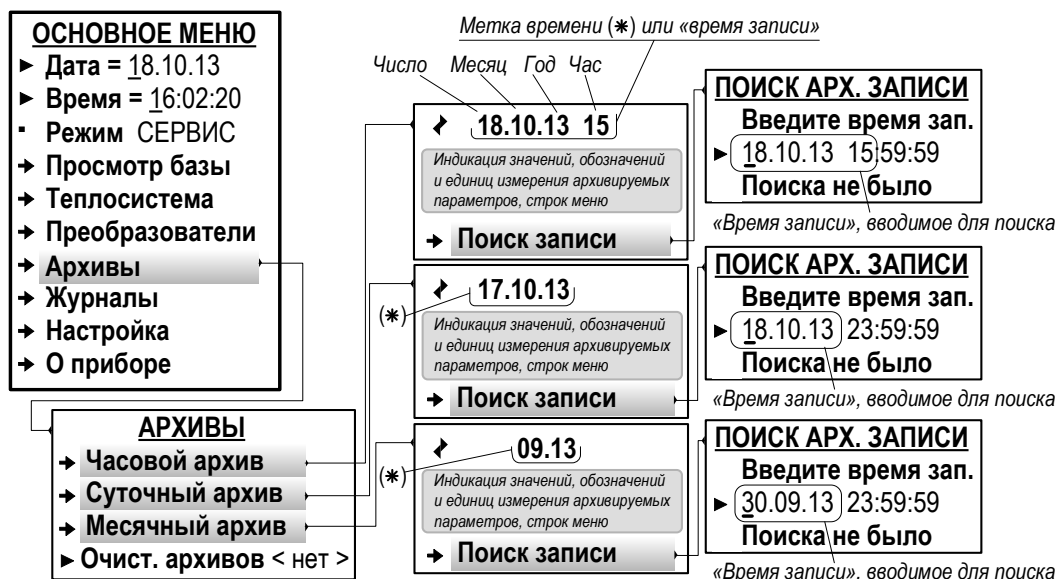 ОСНОВНОЕ МЕНЮ
Дата = 18.10.13
Время = 16:02:20
Режим СЕРВИС
Просмотр базы
Теплосистема
Преобразователи
Архивы
Журналы
Настройка
О приборе
АРХИВЫ
Часовой архив
Суточный архив
Месячный архив
Очист. архивов < нет >
Метка времени (✱) или «время записи»
Число Месяц Год Час
18.10.13 15
Индикация значений, обозначений
и единиц измерения архивируемых
параметров, строк меню
Поиск записи
(✱)
17.10.13
Индикация значений, обозначений
и единиц измерения архивируемых
параметров, строк меню
Поиск записи
(✱)
09.13
Индикация значений, обозначений
и единиц измерения архивируемых
параметров, строк меню
Поиск записи
ПОИСК АРХ. ЗАПИСИ
Введите время зап.
18.10.13 15:59:59
Поиска не было
«Время записи», вводимое для поиска
ПОИСК АРХ. ЗАПИСИ
Введите время зап.
18.10.13 23:59:59
Поиска не было
«Время записи», вводимое для поиска
ПОИСК АРХ. ЗАПИСИ
Введите время зап.
30.09.13 23:59:59
Поиска не было
«Время записи», вводимое для поиска